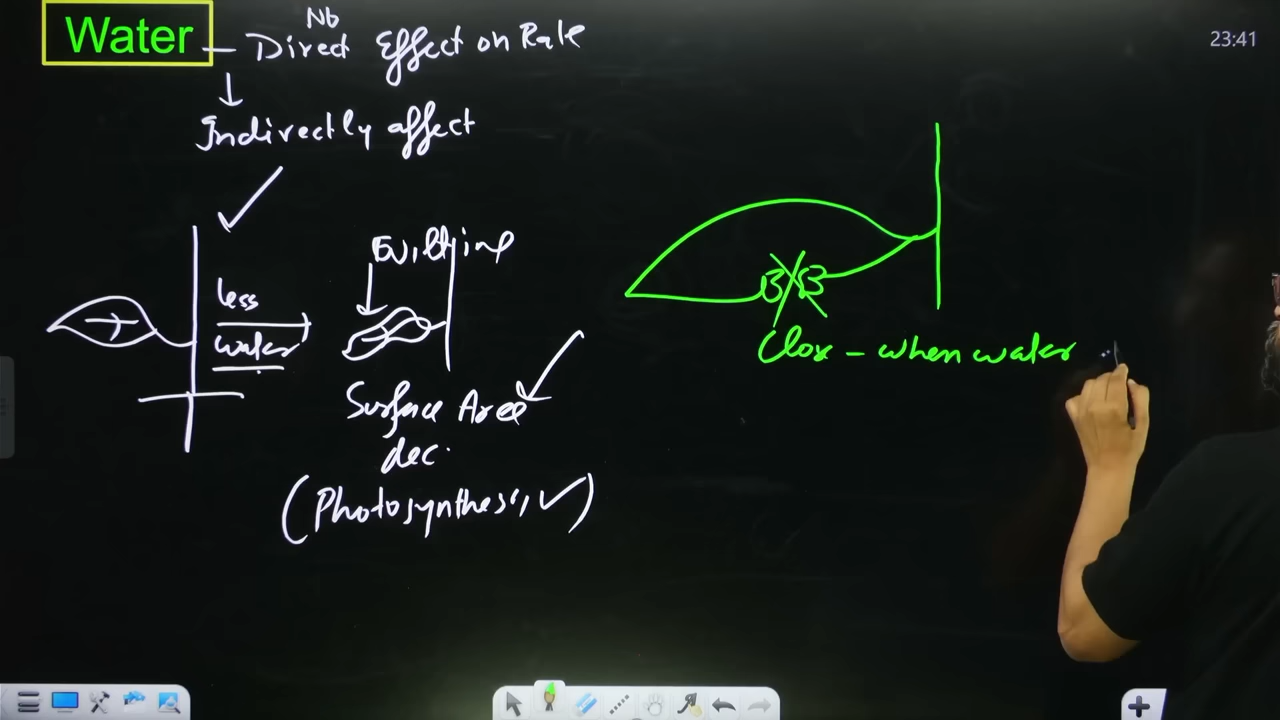 23:41
No
Water – Direct Effect on Rate
Indirectly affect
less
water
Wilting
Surface Area
dec.
(Photosynthesis ✓)
Close – when water